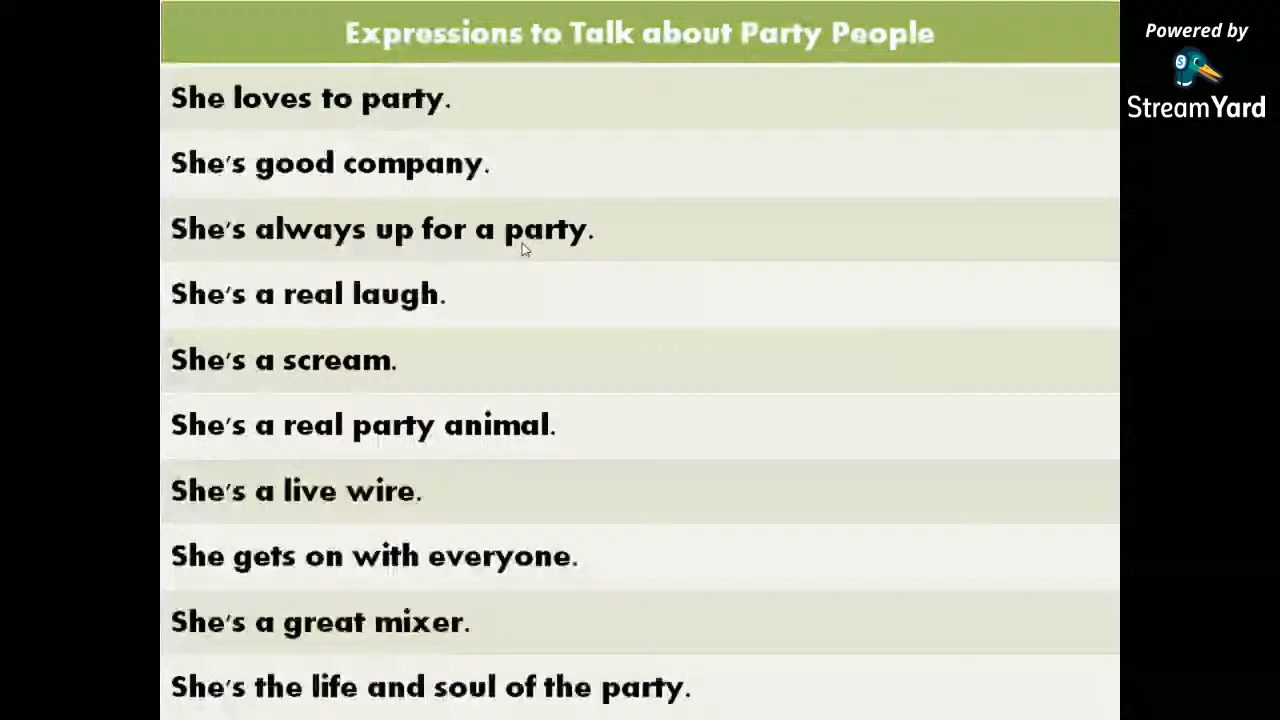 Expressions to Talk about Party People
She loves to party.
She's good company.
She's always up for a party.
She's a real laugh.
She's a scream.
She's a real party animal.
She's a live wire.
She gets on with everyone.
She's a great mixer.
She's the life and soul of the party.
Powered by
S
StreamYard